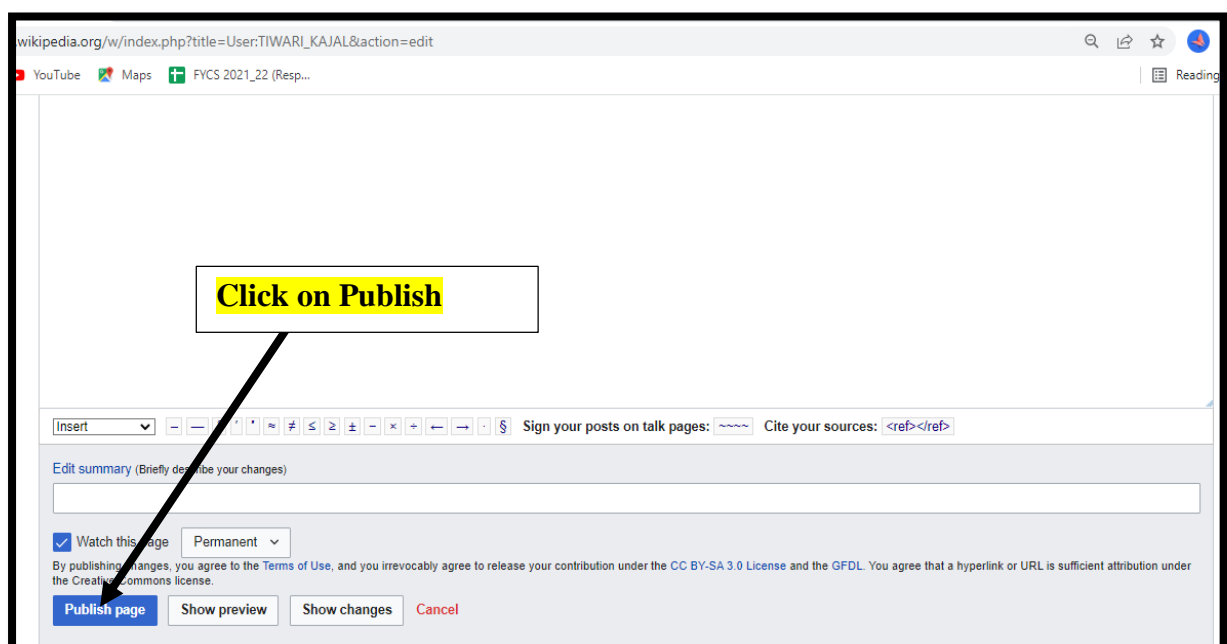 .wikipedia.org/w/index.php?title=User:TIWARI_KAJAL&action=edit
YouTube Maps FYCS 2021_22 (Resp... Reading
Click on Publish
Insert – — ' ' ≈ ≠ ≤ ≥ ± − × ÷ ← → · § Sign your posts on talk pages: ~~~~ Cite your sources: <ref></ref>
Edit summary (Briefly describe your changes)
Watch this page Permanent
By publishing changes, you agree to the Terms of Use, and you irrevocably agree to release your contribution under the CC BY-SA 3.0 License and the GFDL. You agree that a hyperlink or URL is sufficient attribution under
the Creative Commons license.
Publish page Show preview Show changes Cancel